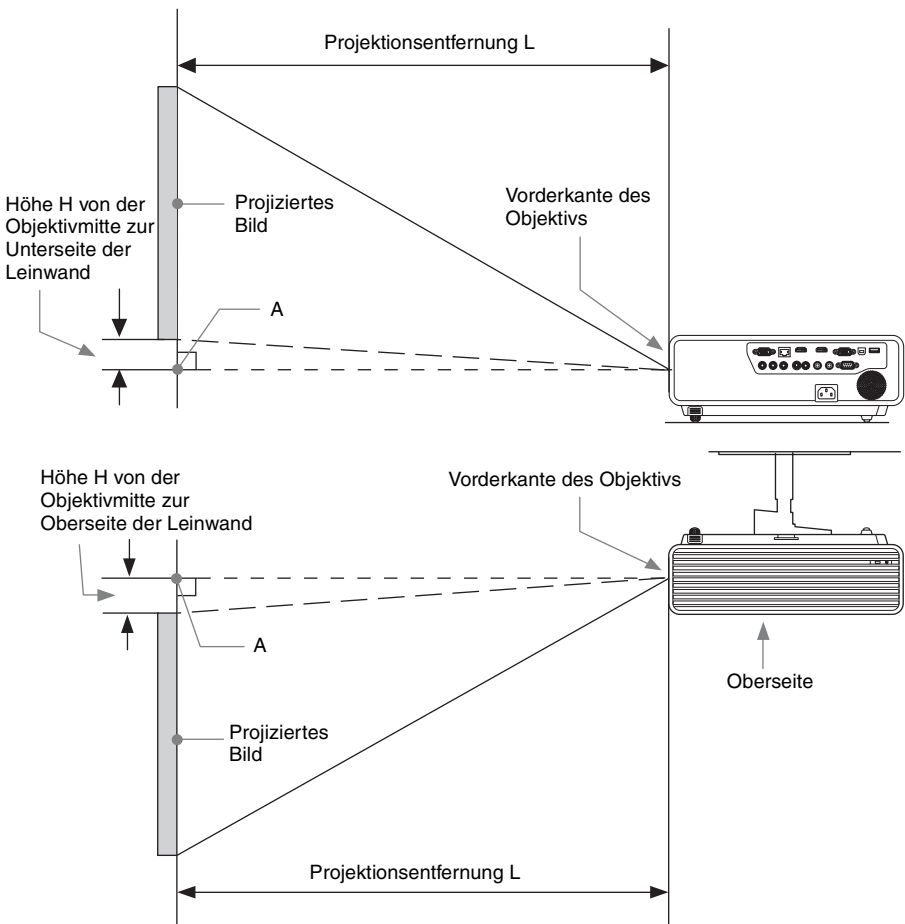 Projektionsentfernung L
Höhe H von der
Objektivmitte zur
Unterseite der
Leinwand
Projiziertes
Bild
Vorderkante des
Objektivs
A
Höhe H von der
Objektivmitte zur
Oberseite der Leinwand
Vorderkante des Objektivs
A
Oberseite
Projiziertes
Bild
Projektionsentfernung L